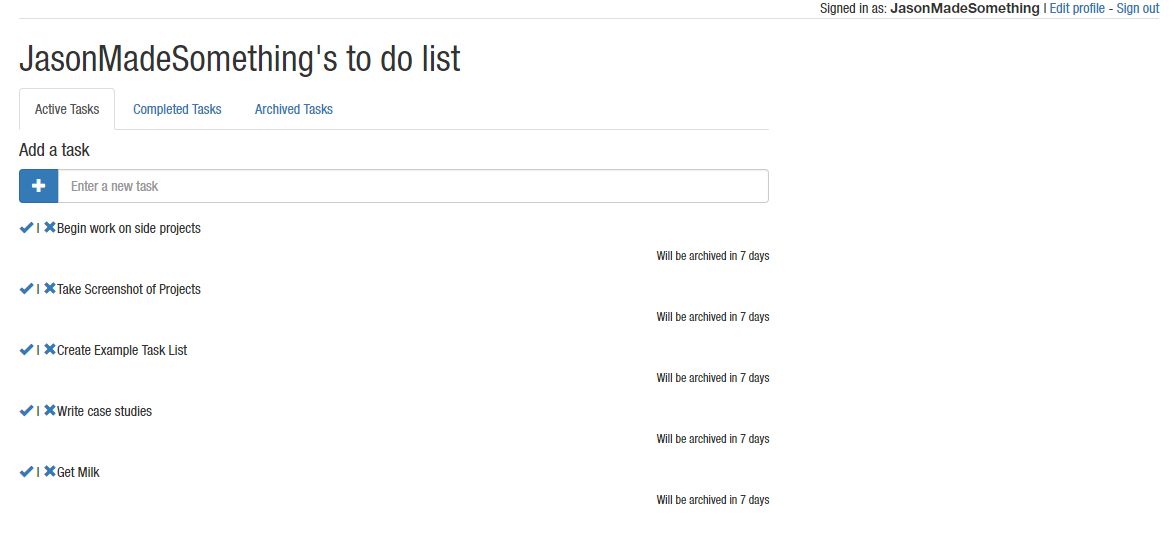 Signed in as: JasonMadeSomething | Edit profile - Sign out
JasonMadeSomething's to do list
Active Tasks Completed Tasks Archived Tasks
Add a task
Enter a new task
| Begin work on side projects
Will be archived in 7 days
| Take Screenshot of Projects
Will be archived in 7 days
| Create Example Task List
Will be archived in 7 days
| Write case studies
Will be archived in 7 days
| Get Milk
Will be archived in 7 days